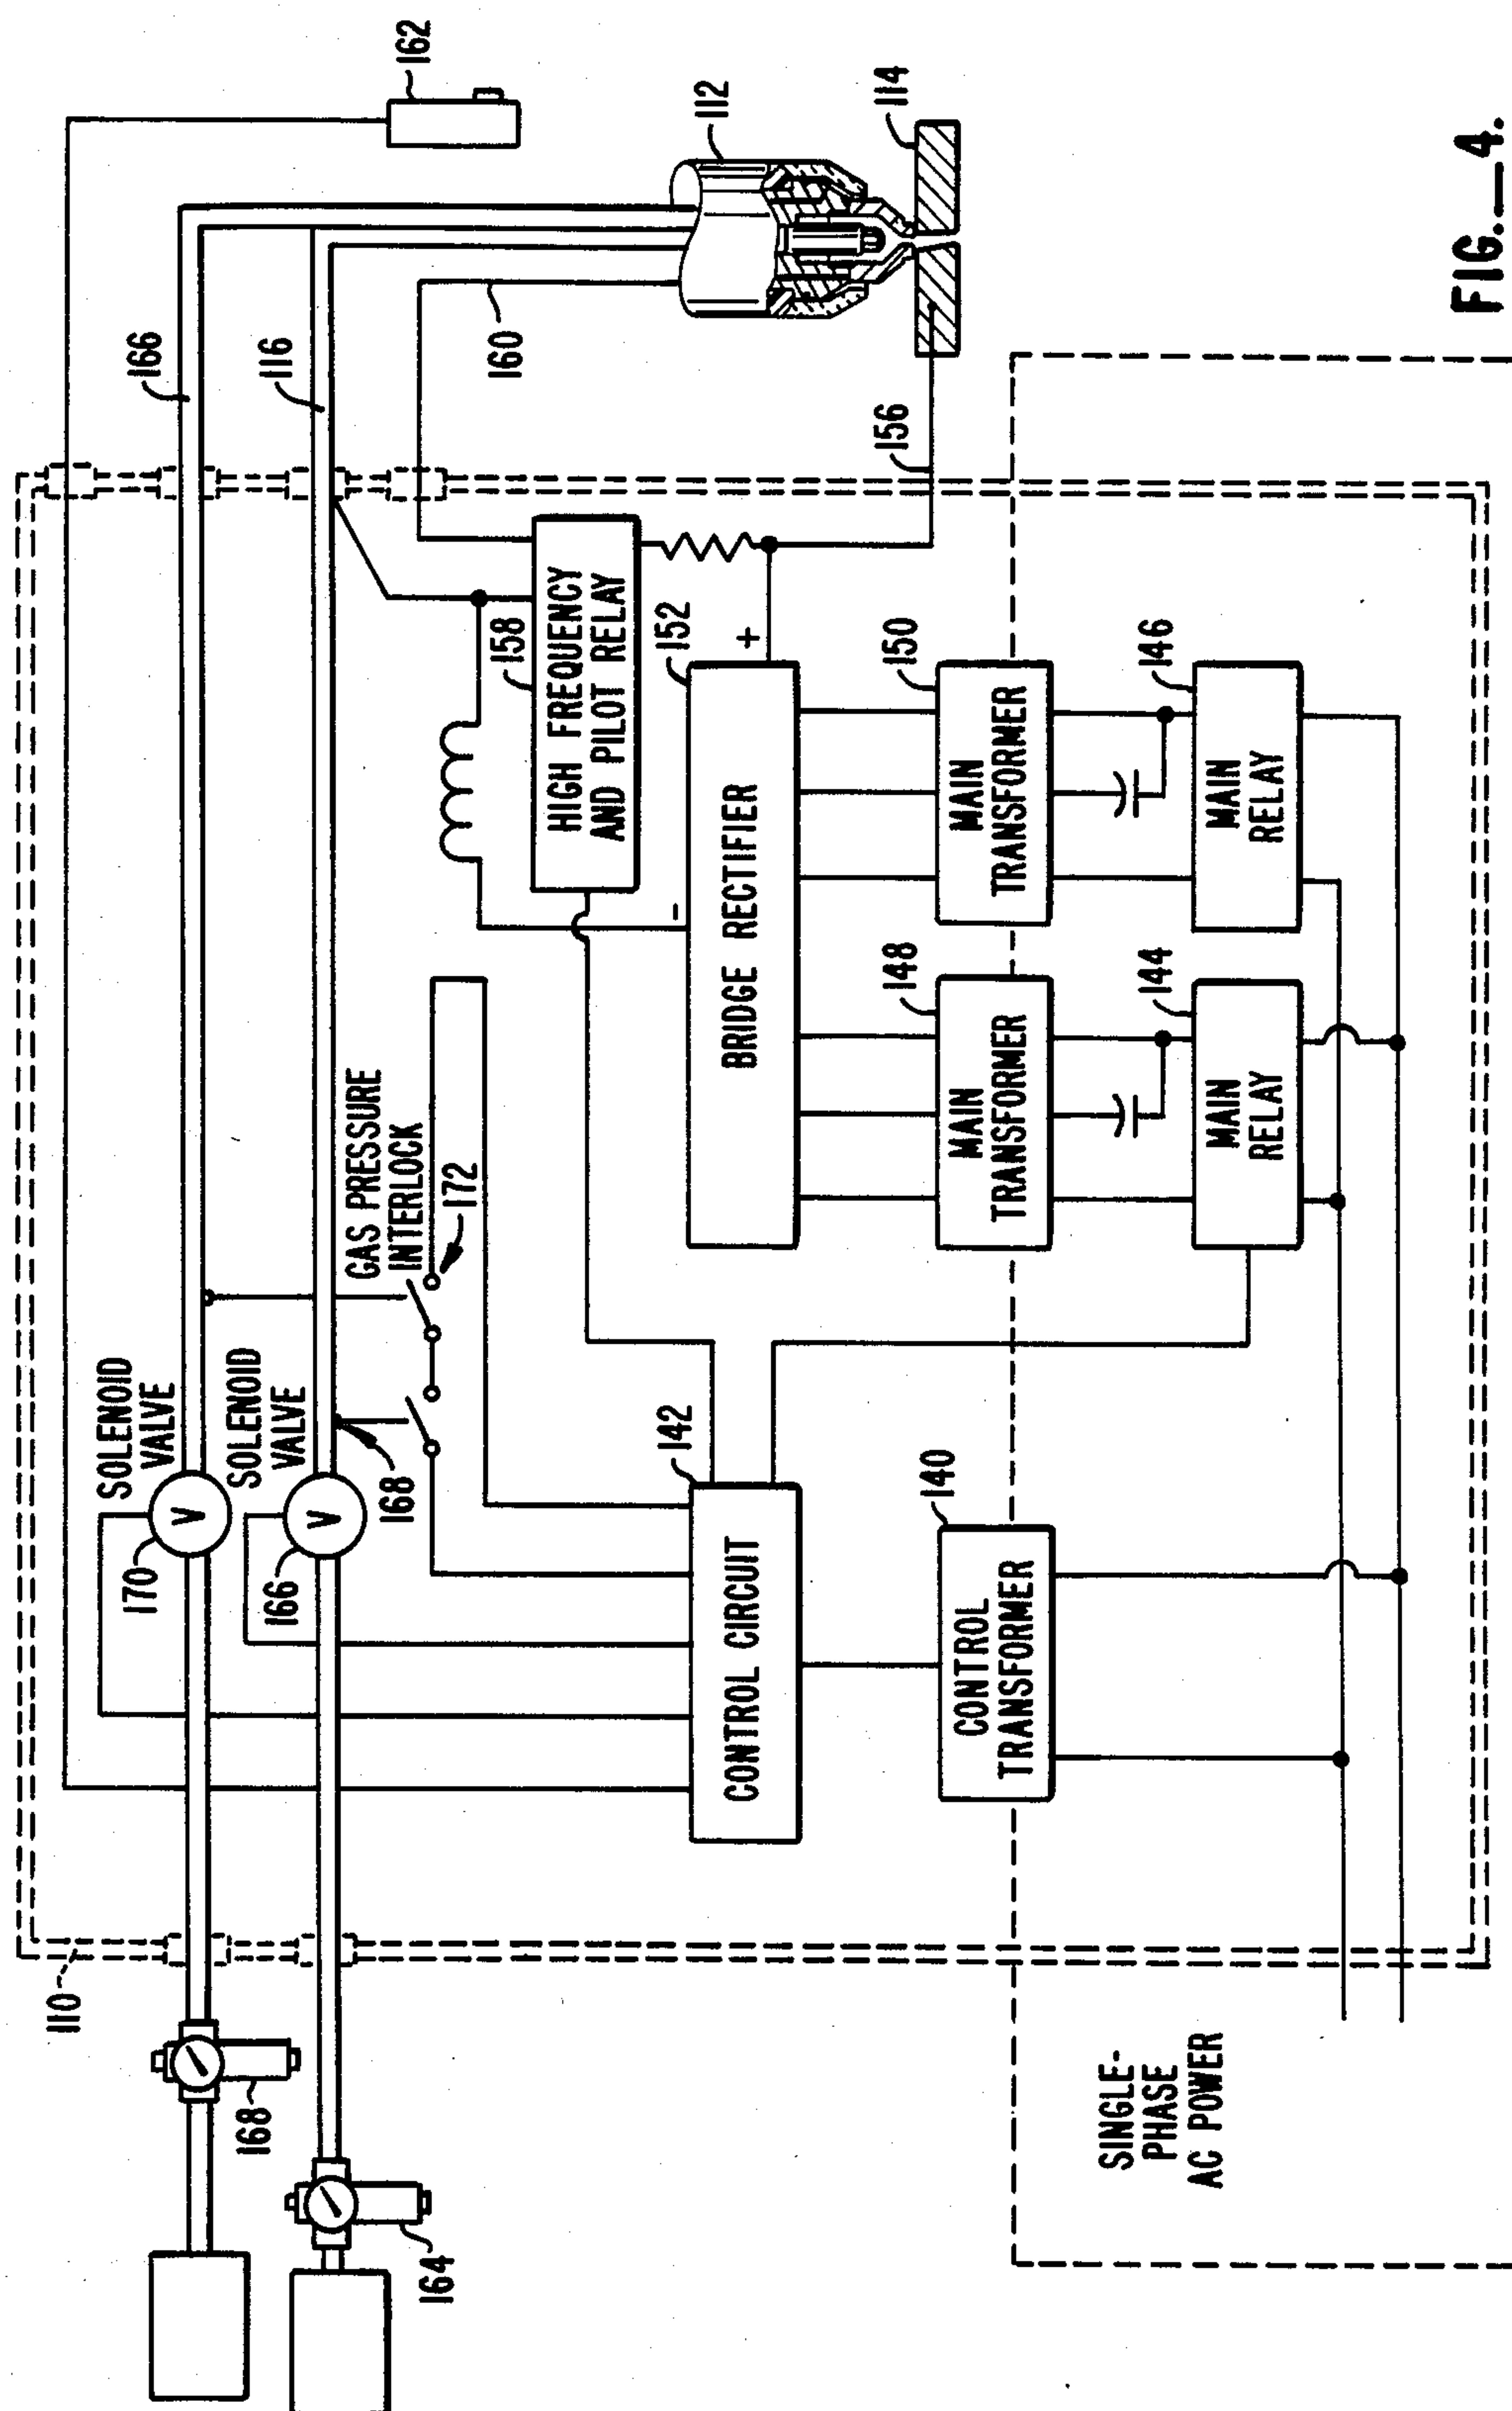 110
168
164
170
SOLENOID
VALVE
166
SOLENOID
VALVE
168
GAS PRESSURE
INTERLOCK
172
166
116
160
162
112
114
156
158
HIGH FREQUENCY
AND PILOT RELAY
152
BRIDGE RECTIFIER
+
-
142
CONTROL CIRCUIT
140
CONTROL
TRANSFORMER
148
MAIN
TRANSFORMER
150
MAIN
TRANSFORMER
144
MAIN
RELAY
146
MAIN
RELAY
SINGLE-
PHASE
AC POWER
V
V
FIG.—4.